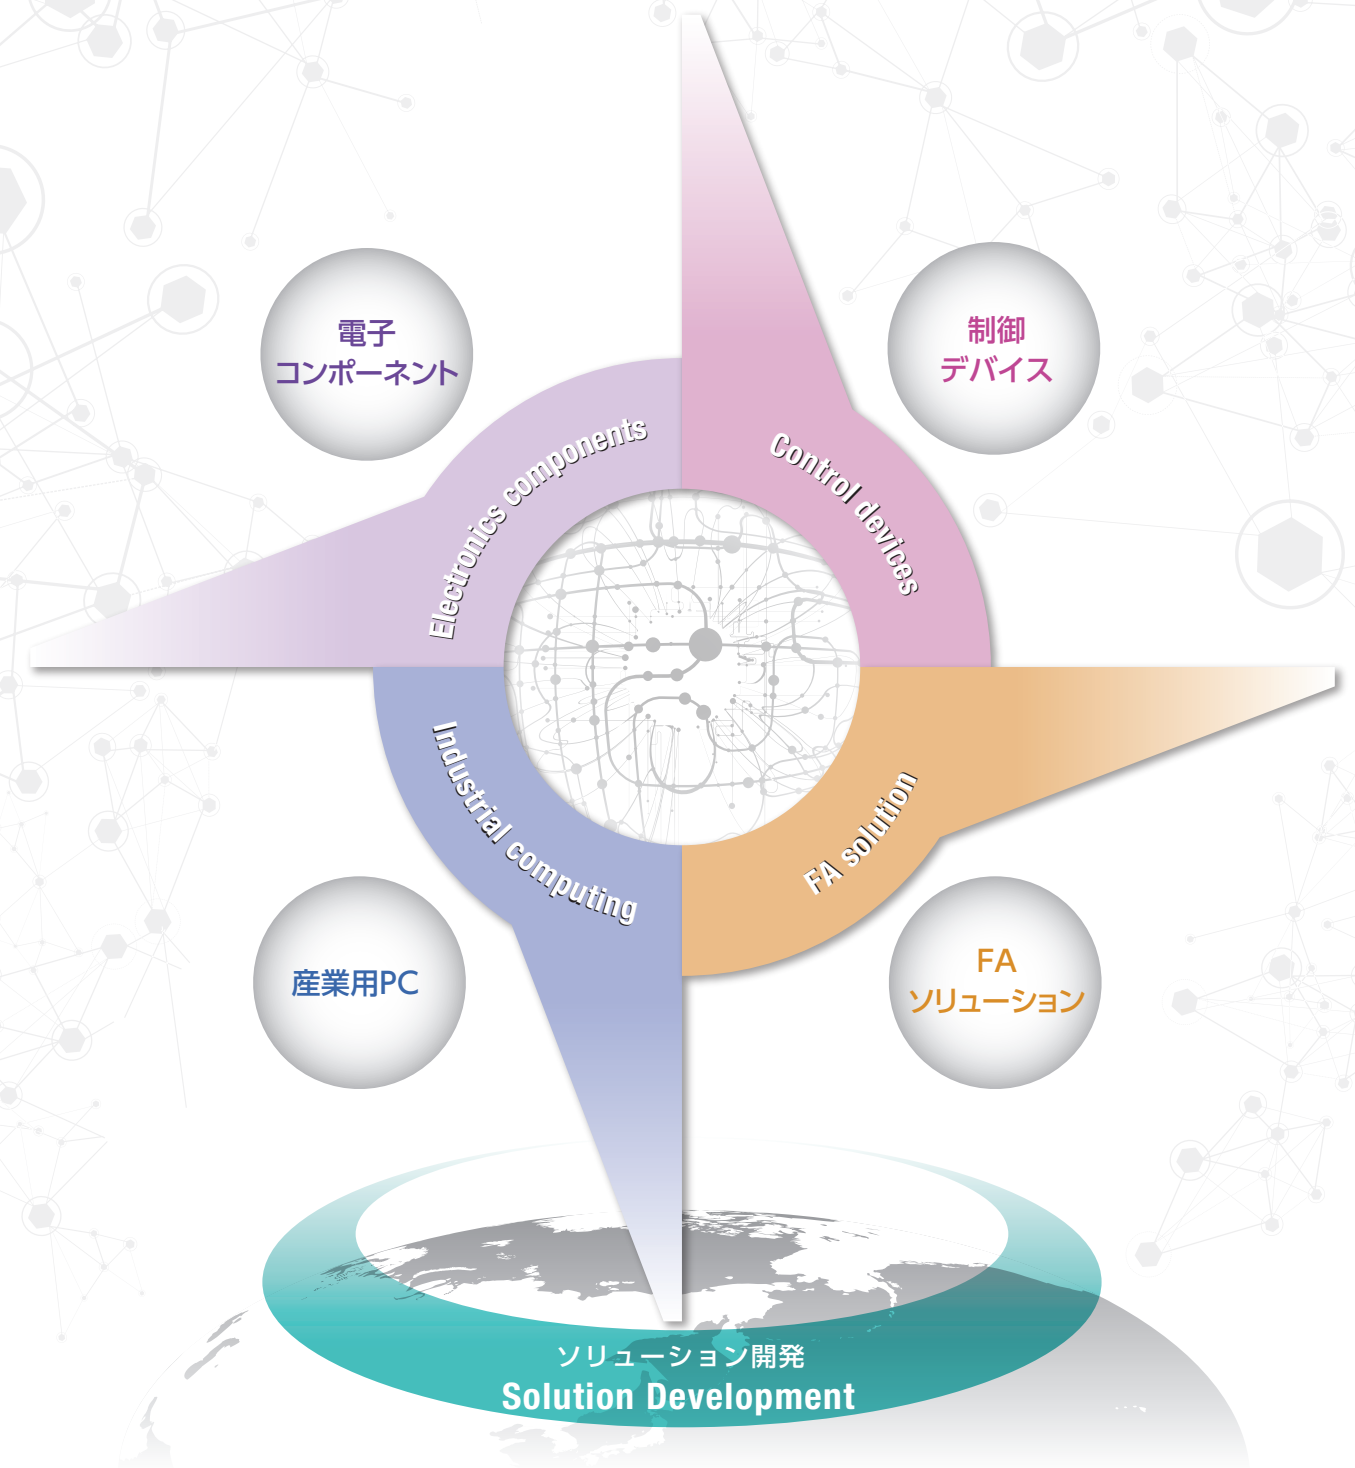 電子
コンポーネント
制御
デバイス
Electronics components
Control devices
Industrial computing
FA solution
産業用PC
FA
ソリューション
ソリューション開発
Solution Development